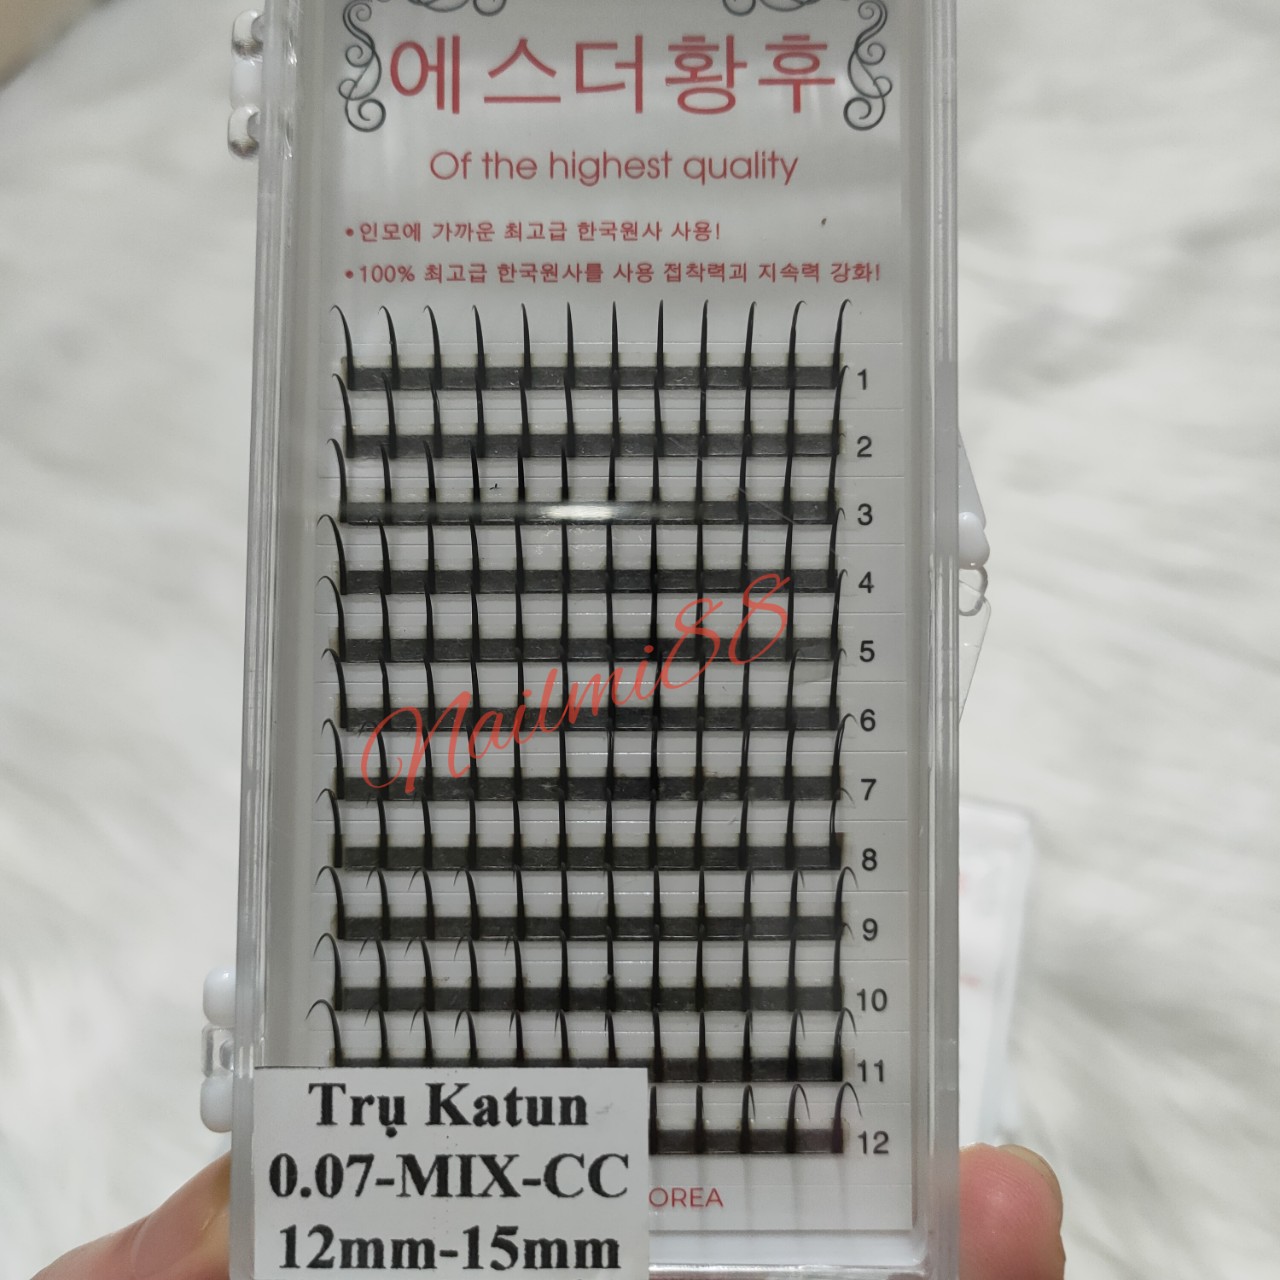 에스더황후
Of the highest quality
•인모에 가까운 최고급 한국원사 사용!
•100% 최고급 한국원사를 사용 접착력괴 지속력 강화!
1
2
3
4
5
6
7
8
9
10
11
12
Nailmi88
Trụ Katun
0.07-MIX-CC
12mm-15mm
OREA